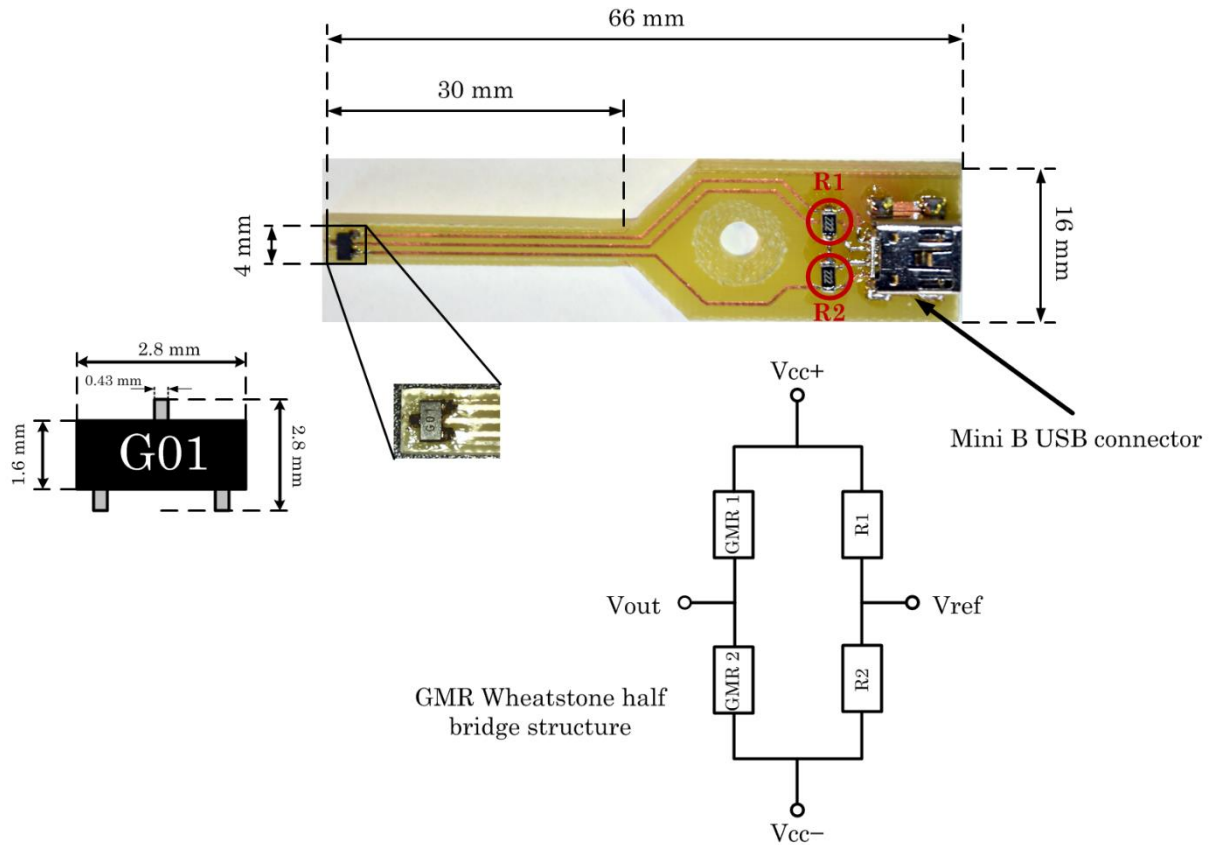 66 mm
30 mm
R1
4 mm
16 mm
222
222
R2
2.8 mm
0.43 mm
Vcc+
Mini B USB connector
G01
1.6 mm
2.8 mm
G01
GMR 1
R1
Vout
Vref
GMR 2
R2
GMR Wheatstone half
bridge structure
Vcc−